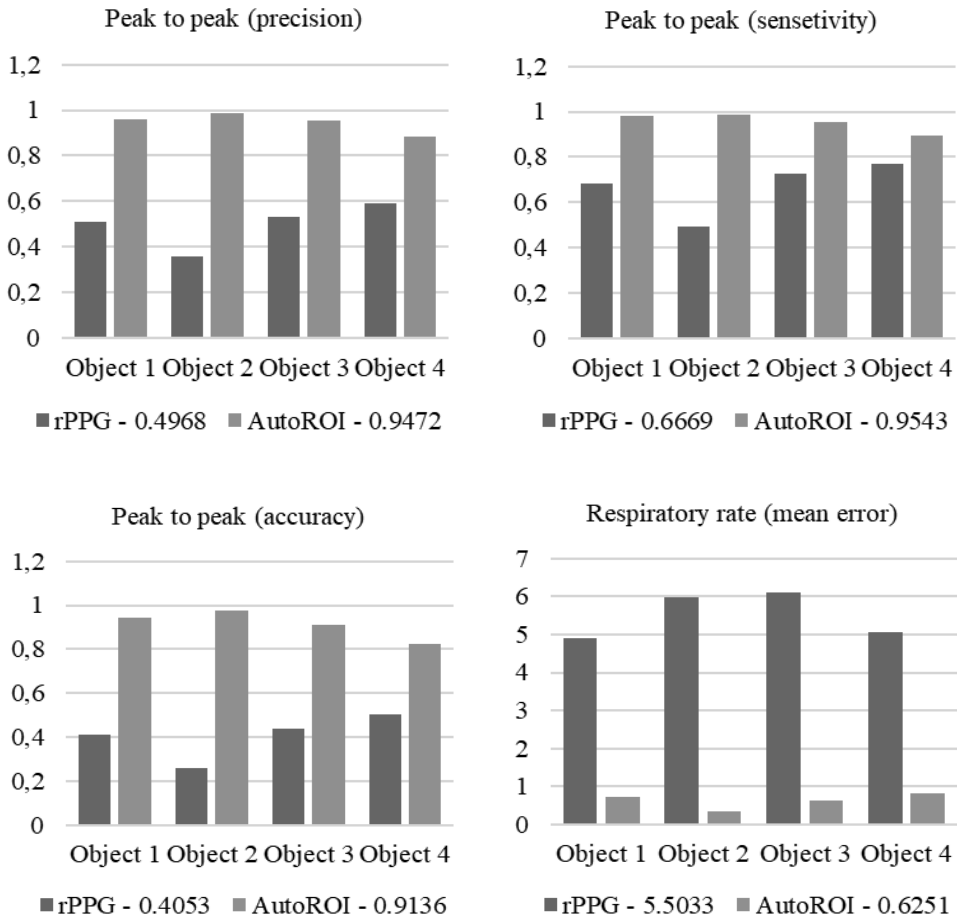 Peak to peak (precision)
1,2
1
0,8
0,6
0,4
0,2
0
Object 1 Object 2 Object 3 Object 4
rPPG - 0.4968 AutoROI - 0.9472
Peak to peak (sensetivity)
1,2
1
0,8
0,6
0,4
0,2
0
Object 1 Object 2 Object 3 Object 4
rPPG - 0.6669 AutoROI - 0.9543
Peak to peak (accuracy)
1,2
1
0,8
0,6
0,4
0,2
0
Object 1 Object 2 Object 3 Object 4
rPPG - 0.4053 AutoROI - 0.9136
Respiratory rate (mean error)
7
6
5
4
3
2
1
0
Object 1 Object 2 Object 3 Object 4
rPPG - 5.5033 AutoROI - 0.6251